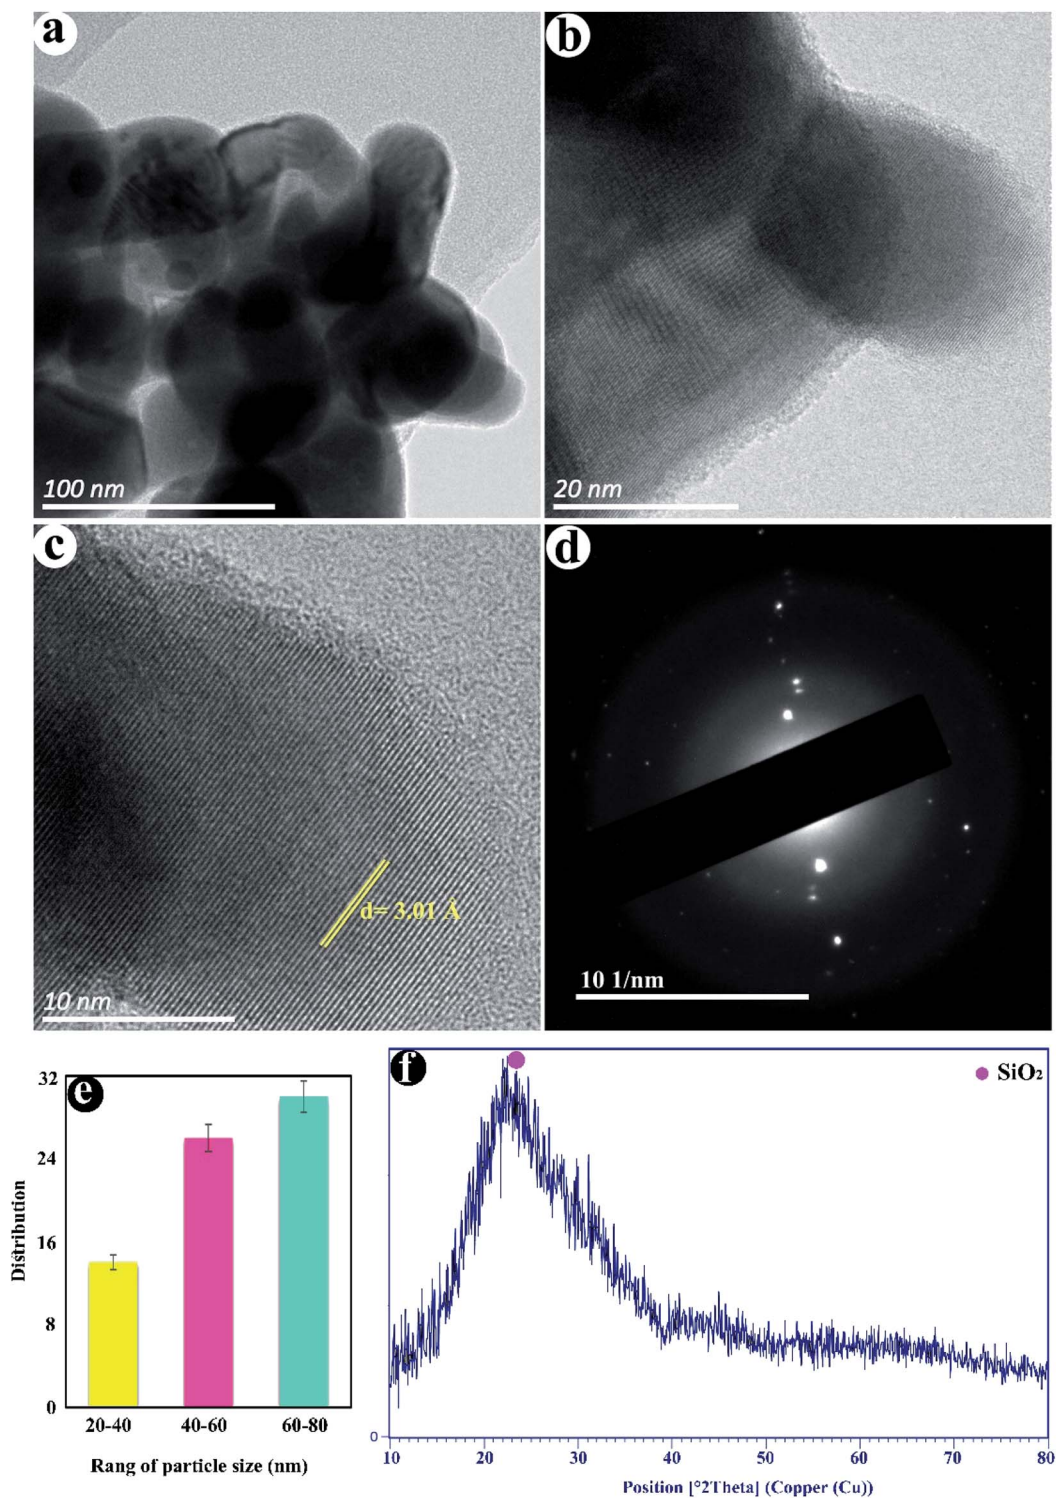 a
b
100 nm
20 nm
c
d
d= 3.01 Å
10 nm
10 1/nm
e
32
24
16
8
0
Distribution
20-40 40-60 60-80
Rang of particle size (nm)
f
SiO₂
0
10 20 30 40 50 60 70 80
Position [°2Theta] (Copper (Cu))